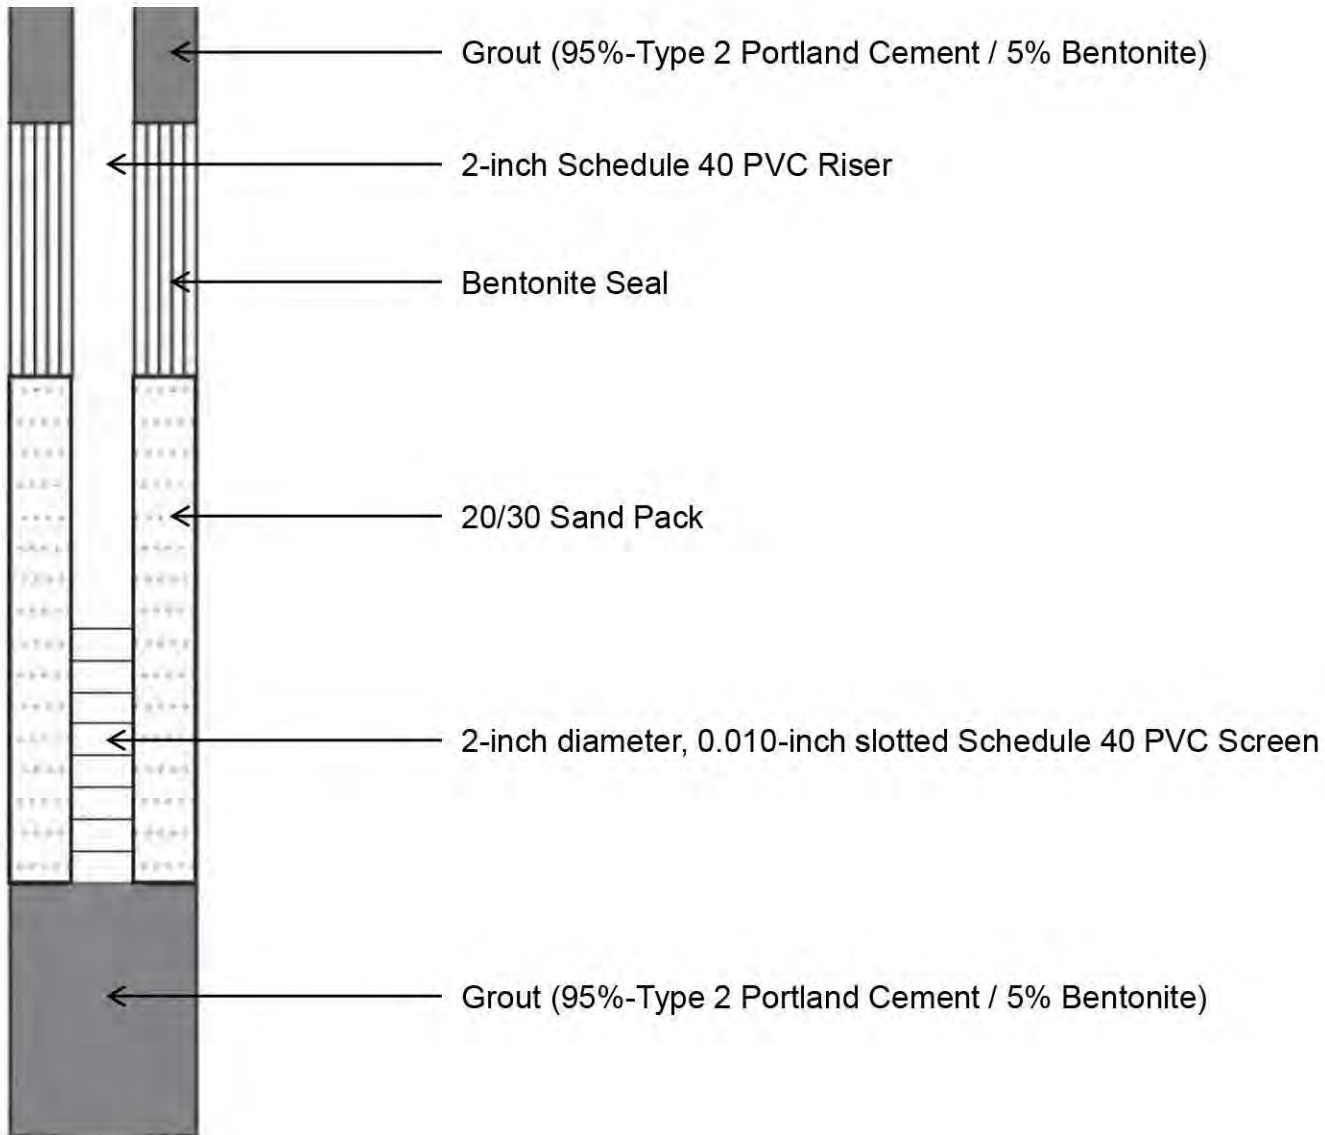 Grout (95%-Type 2 Portland Cement / 5% Bentonite)
2-inch Schedule 40 PVC Riser
Bentonite Seal
20/30 Sand Pack
2-inch diameter, 0.010-inch slotted Schedule 40 PVC Screen
Grout (95%-Type 2 Portland Cement / 5% Bentonite)